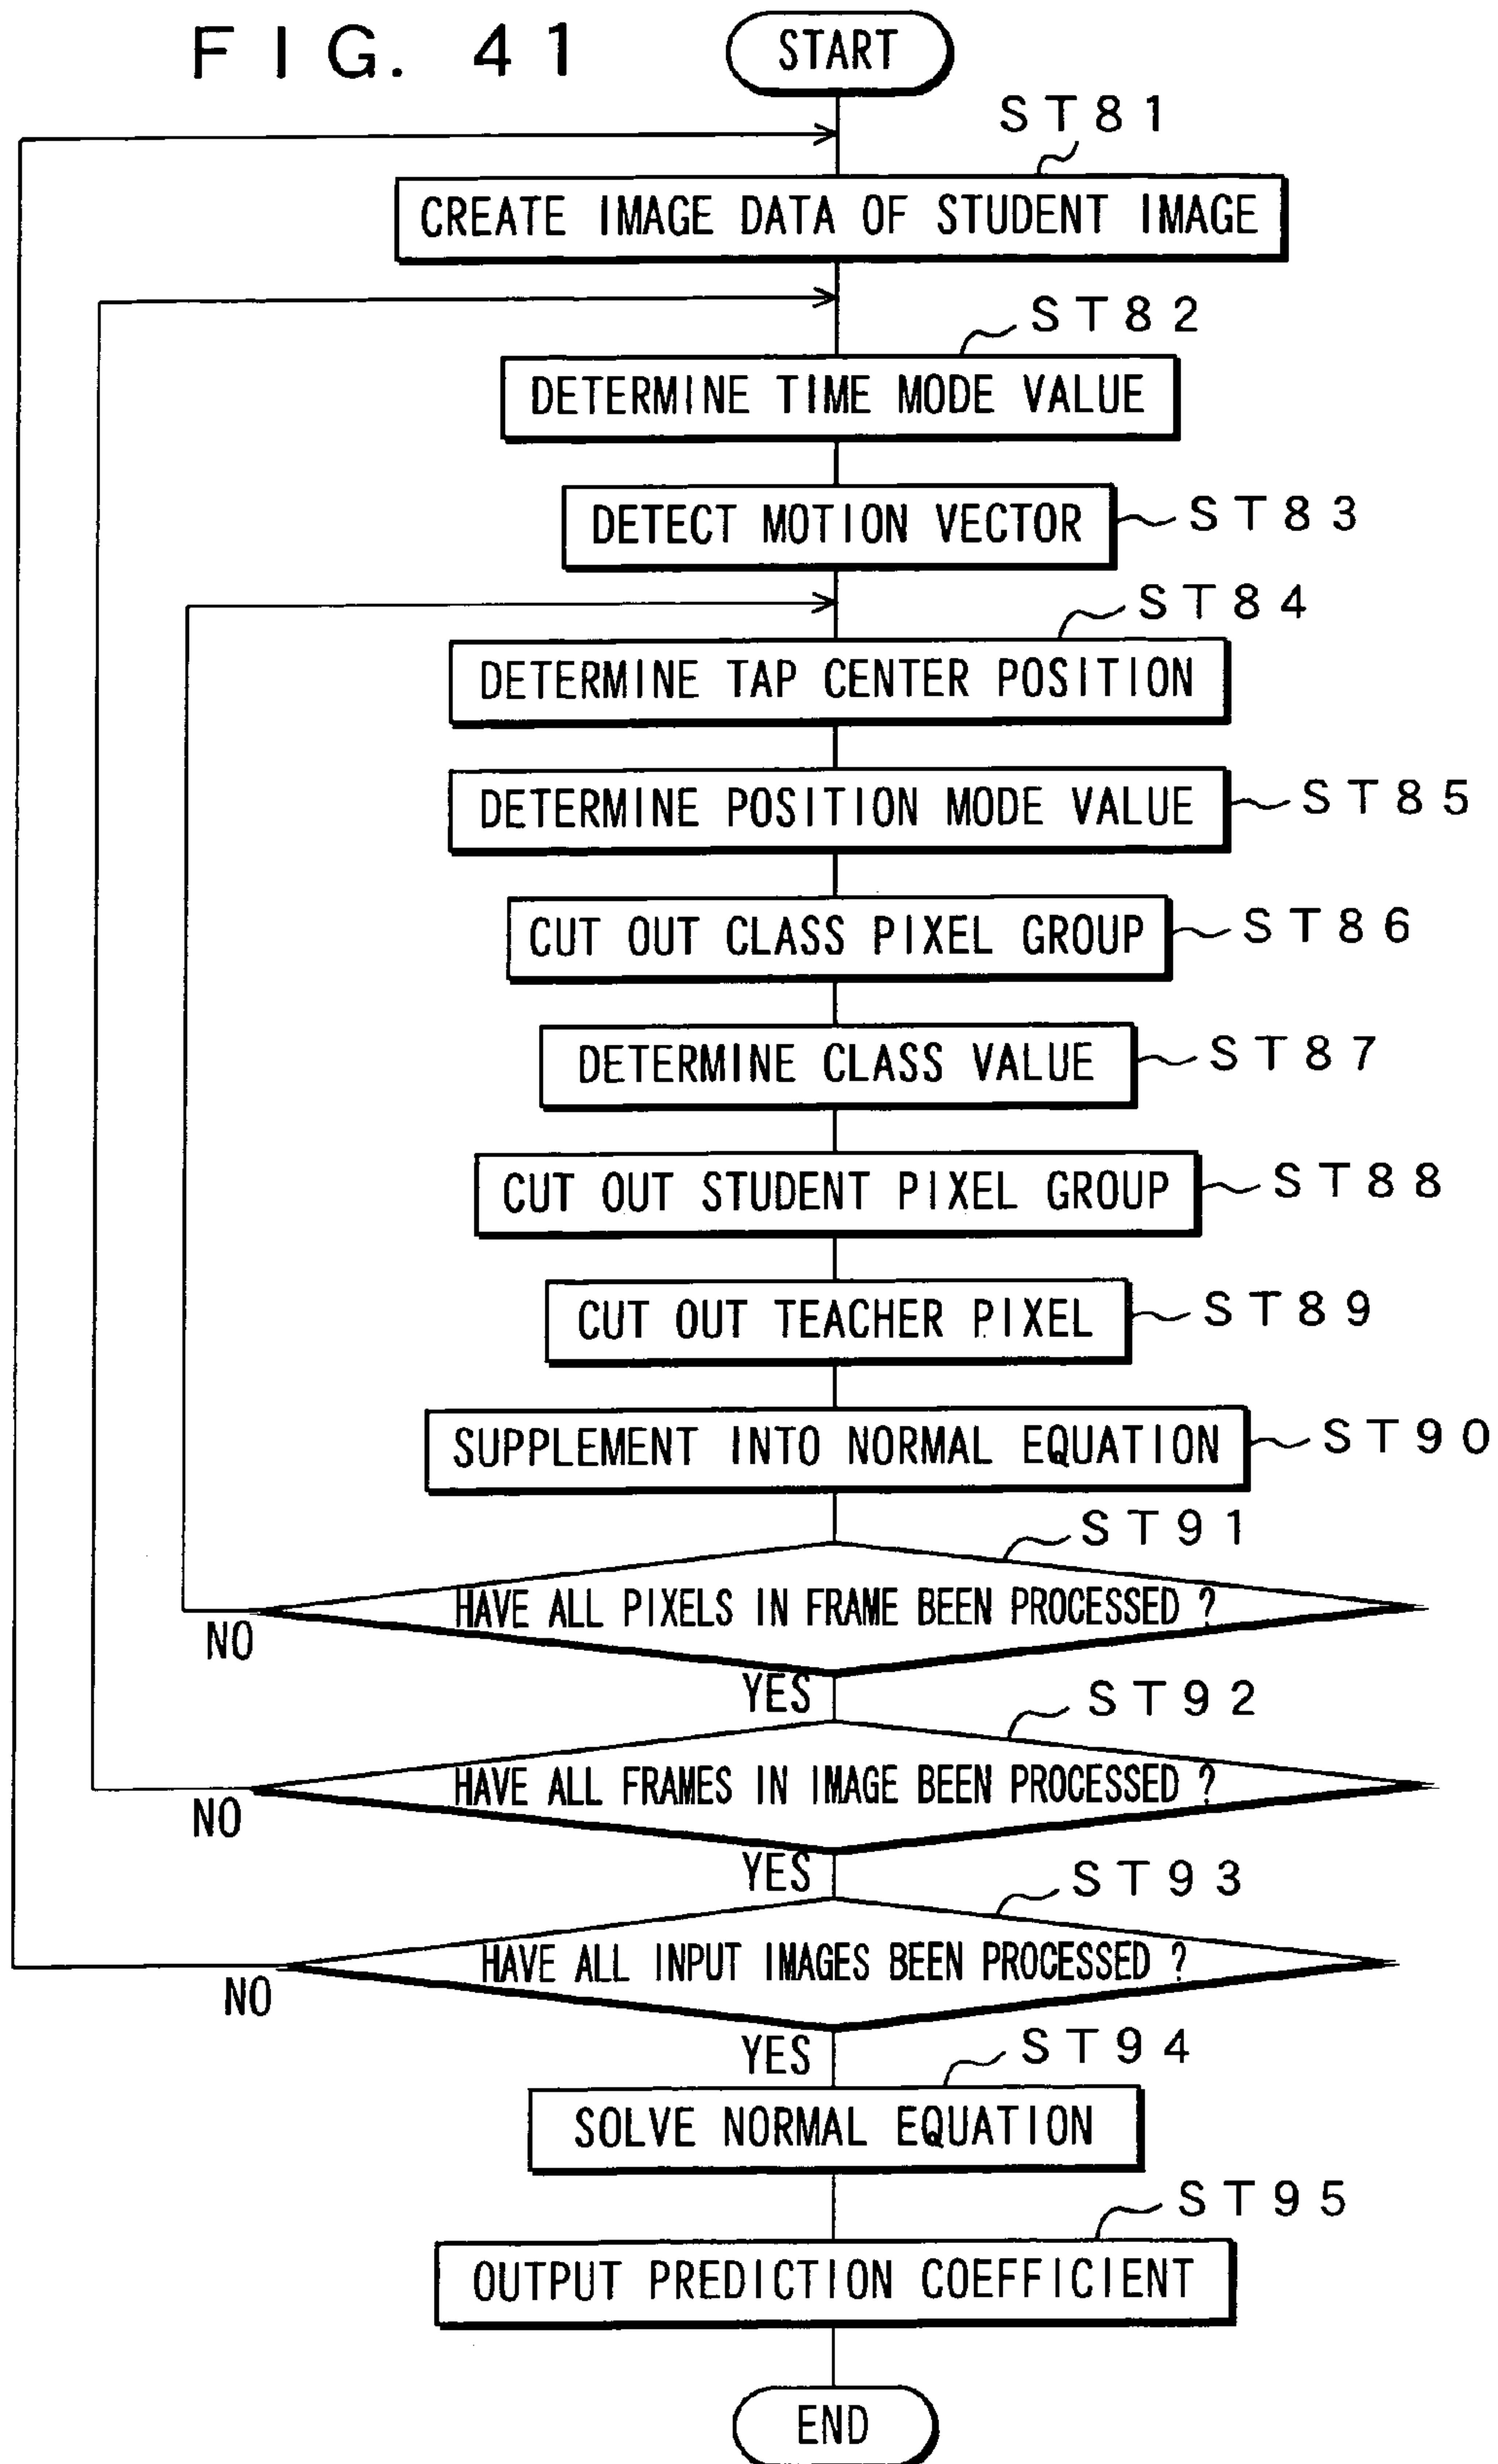 FIG. 41
START
ST81
CREATE IMAGE DATA OF STUDENT IMAGE
ST82
DETERMINE TIME MODE VALUE
DETECT MOTION VECTOR
ST83
ST84
DETERMINE TAP CENTER POSITION
DETERMINE POSITION MODE VALUE
ST85
CUT OUT CLASS PIXEL GROUP
ST86
DETERMINE CLASS VALUE
ST87
CUT OUT STUDENT PIXEL GROUP
ST88
CUT OUT TEACHER PIXEL
ST89
SUPPLEMENT INTO NORMAL EQUATION
ST90
ST91
HAVE ALL PIXELS IN FRAME BEEN PROCESSED ?
NO
YES
ST92
HAVE ALL FRAMES IN IMAGE BEEN PROCESSED ?
NO
YES
ST93
HAVE ALL INPUT IMAGES BEEN PROCESSED ?
NO
YES
ST94
SOLVE NORMAL EQUATION
ST95
OUTPUT PREDICTION COEFFICIENT
END